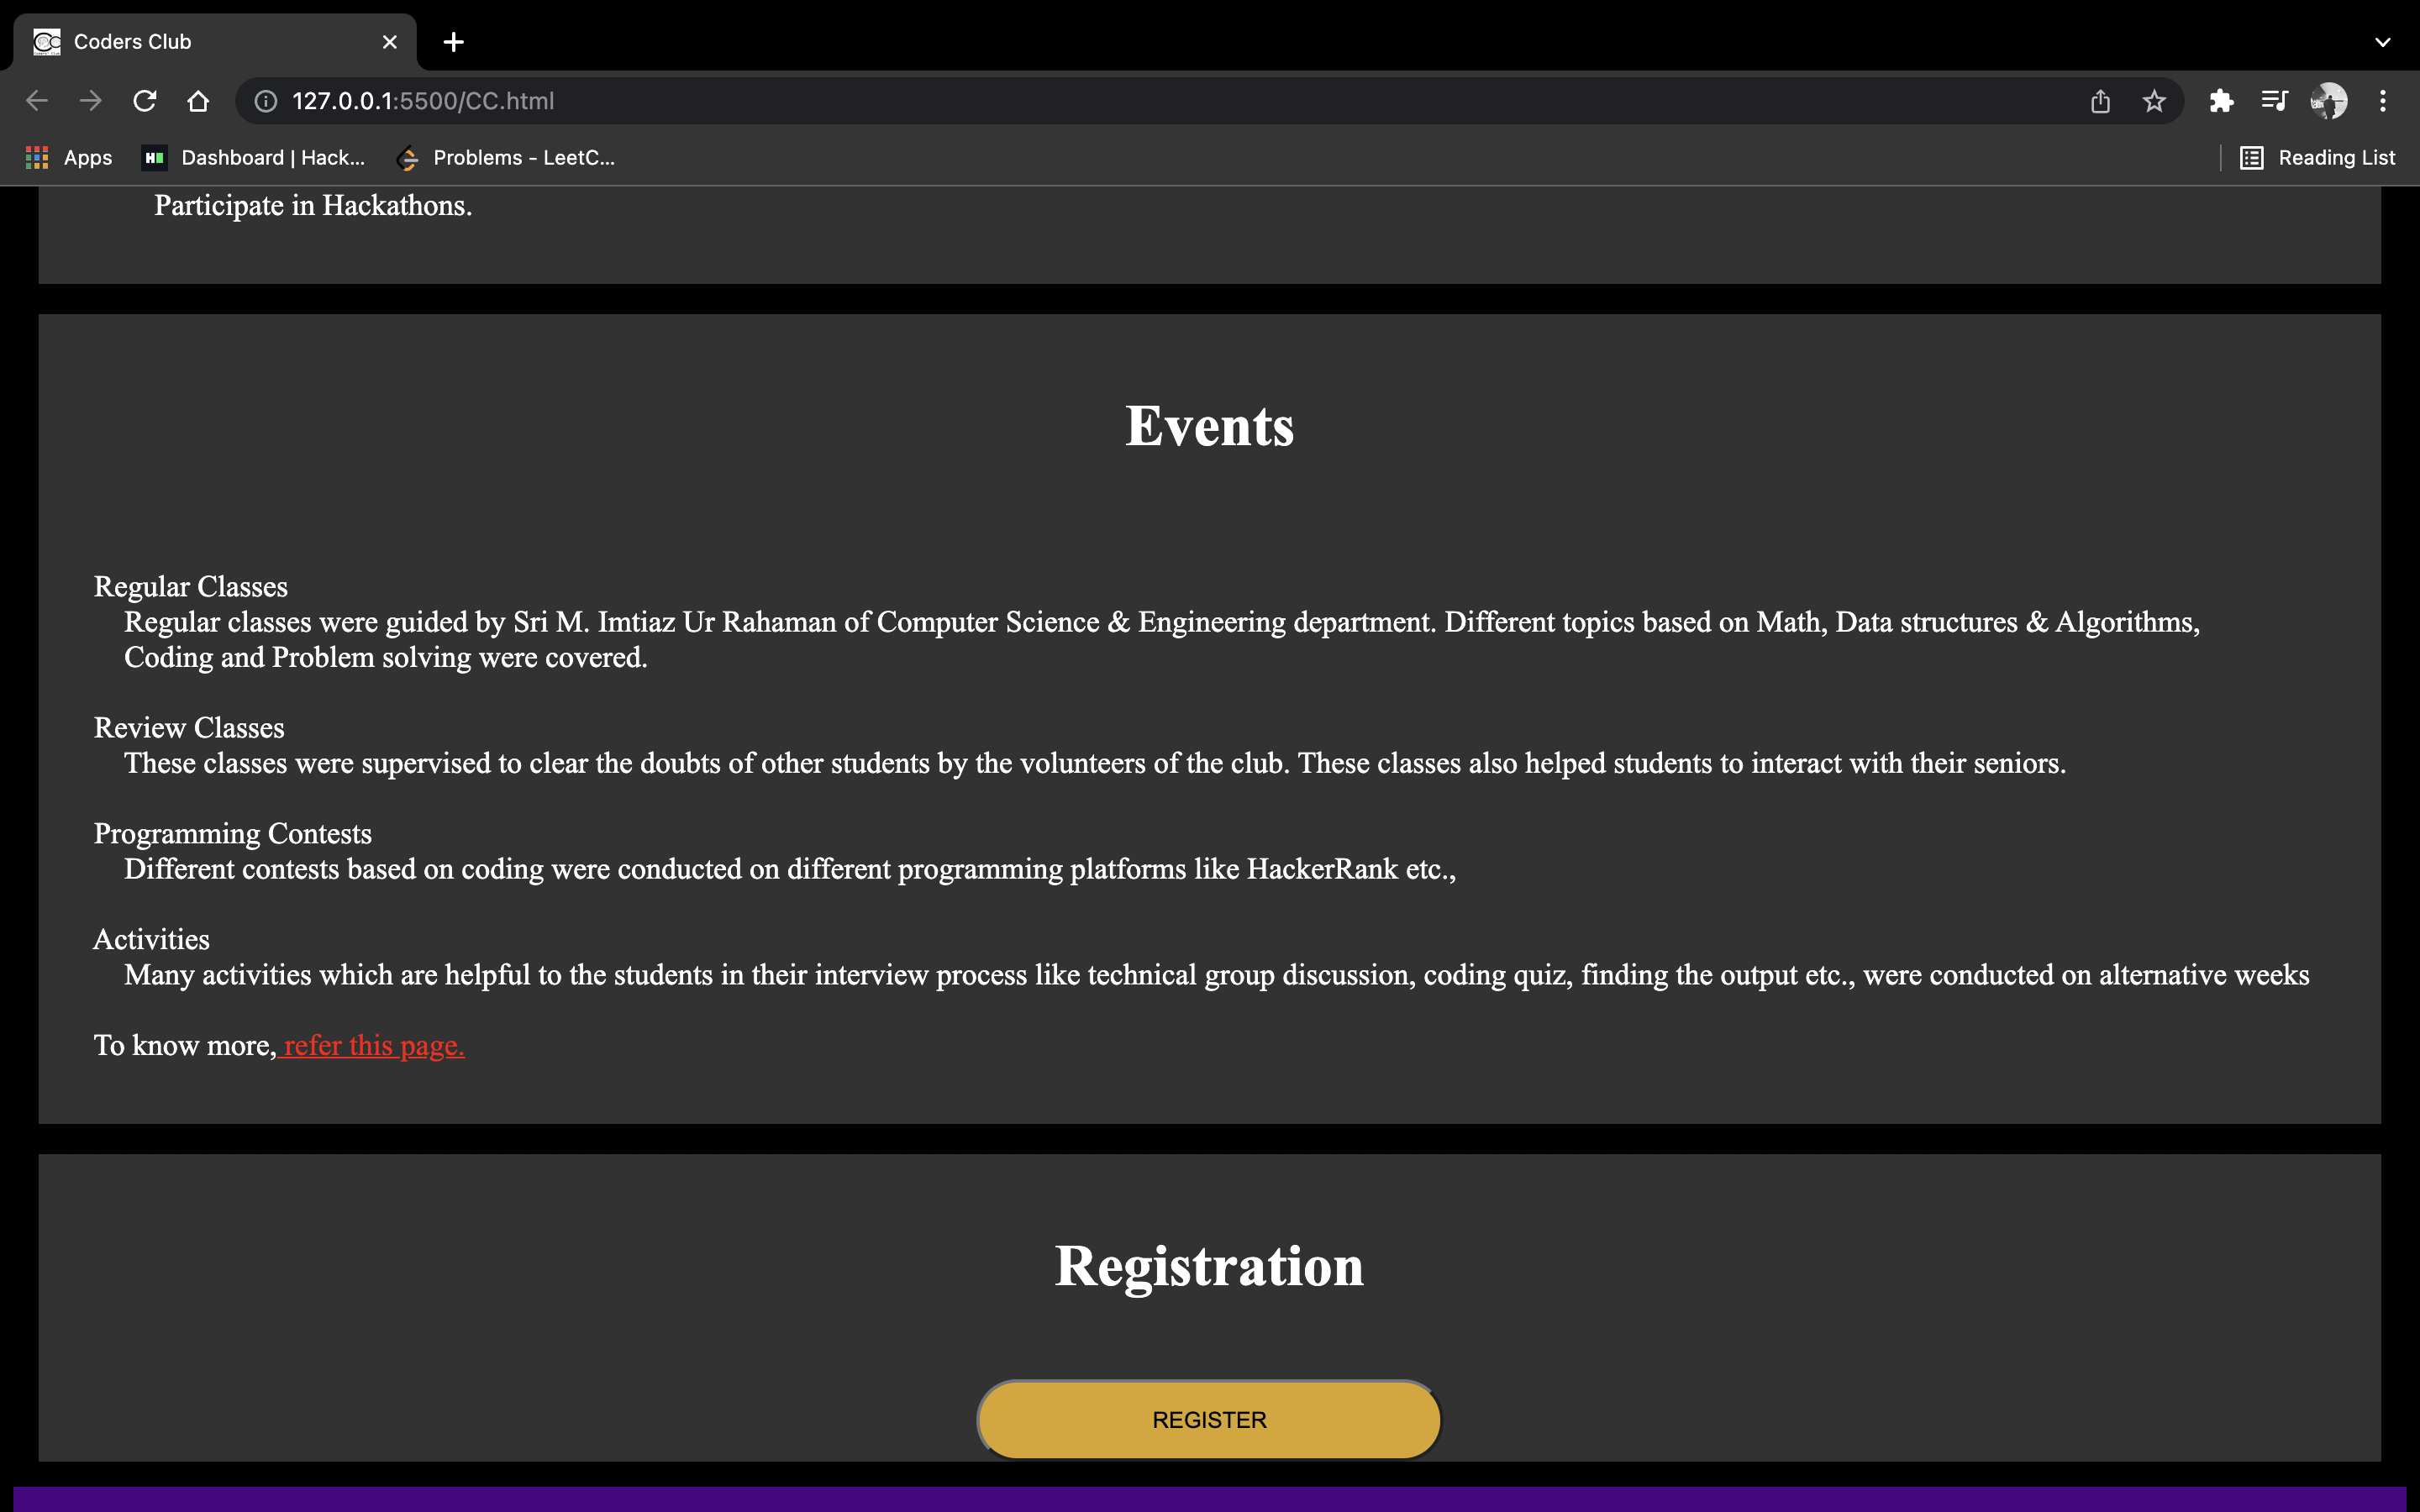 Coders Club
127.0.0.1:5500/CC.html
Apps
Dashboard | Hack...
Problems - LeetC...
Reading List
Participate in Hackathons.
Events
Regular Classes
Regular classes were guided by Sri M. Imtiaz Ur Rahaman of Computer Science & Engineering department. Different topics based on Math, Data structures & Algorithms,
Coding and Problem solving were covered.
Review Classes
These classes were supervised to clear the doubts of other students by the volunteers of the club. These classes also helped students to interact with their seniors.
Programming Contests
Different contests based on coding were conducted on different programming platforms like HackerRank etc.,
Activities
Many activities which are helpful to the students in their interview process like technical group discussion, coding quiz, finding the output etc., were conducted on alternative weeks
To know more, refer this page.
Registration
REGISTER